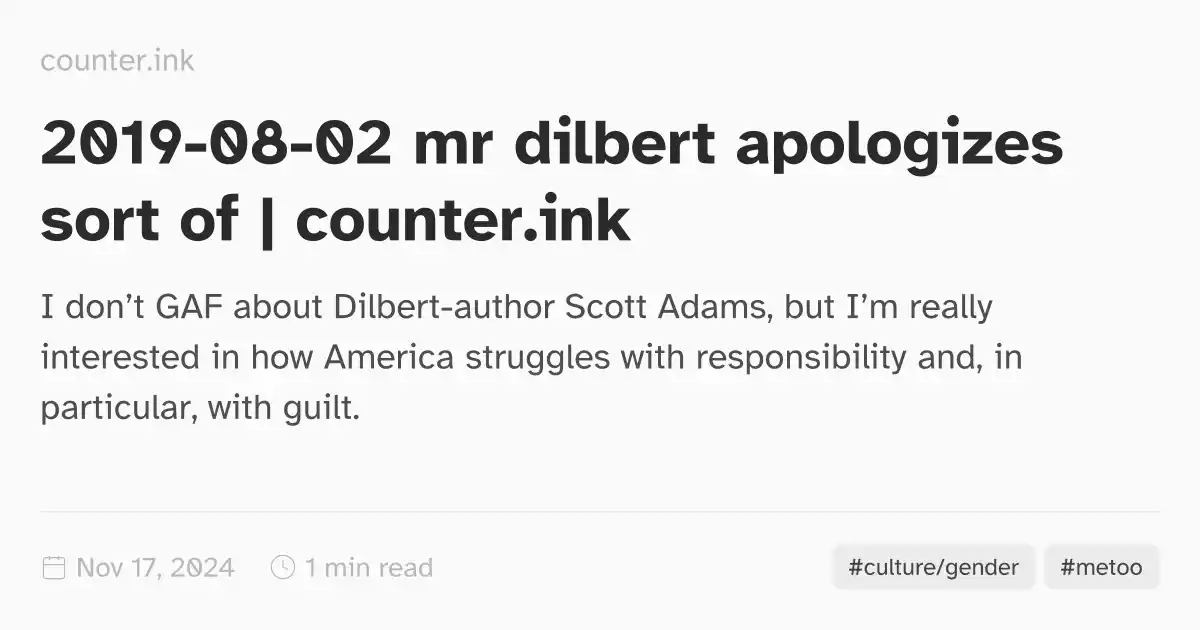 counter.ink
2019-08-02 mr dilbert apologizes
sort of | counter.ink
I don’t GAF about Dilbert-author Scott Adams, but I’m really
interested in how America struggles with responsibility and, in
particular, with guilt.
Nov 17, 2024 1 min read #culture/gender #metoo